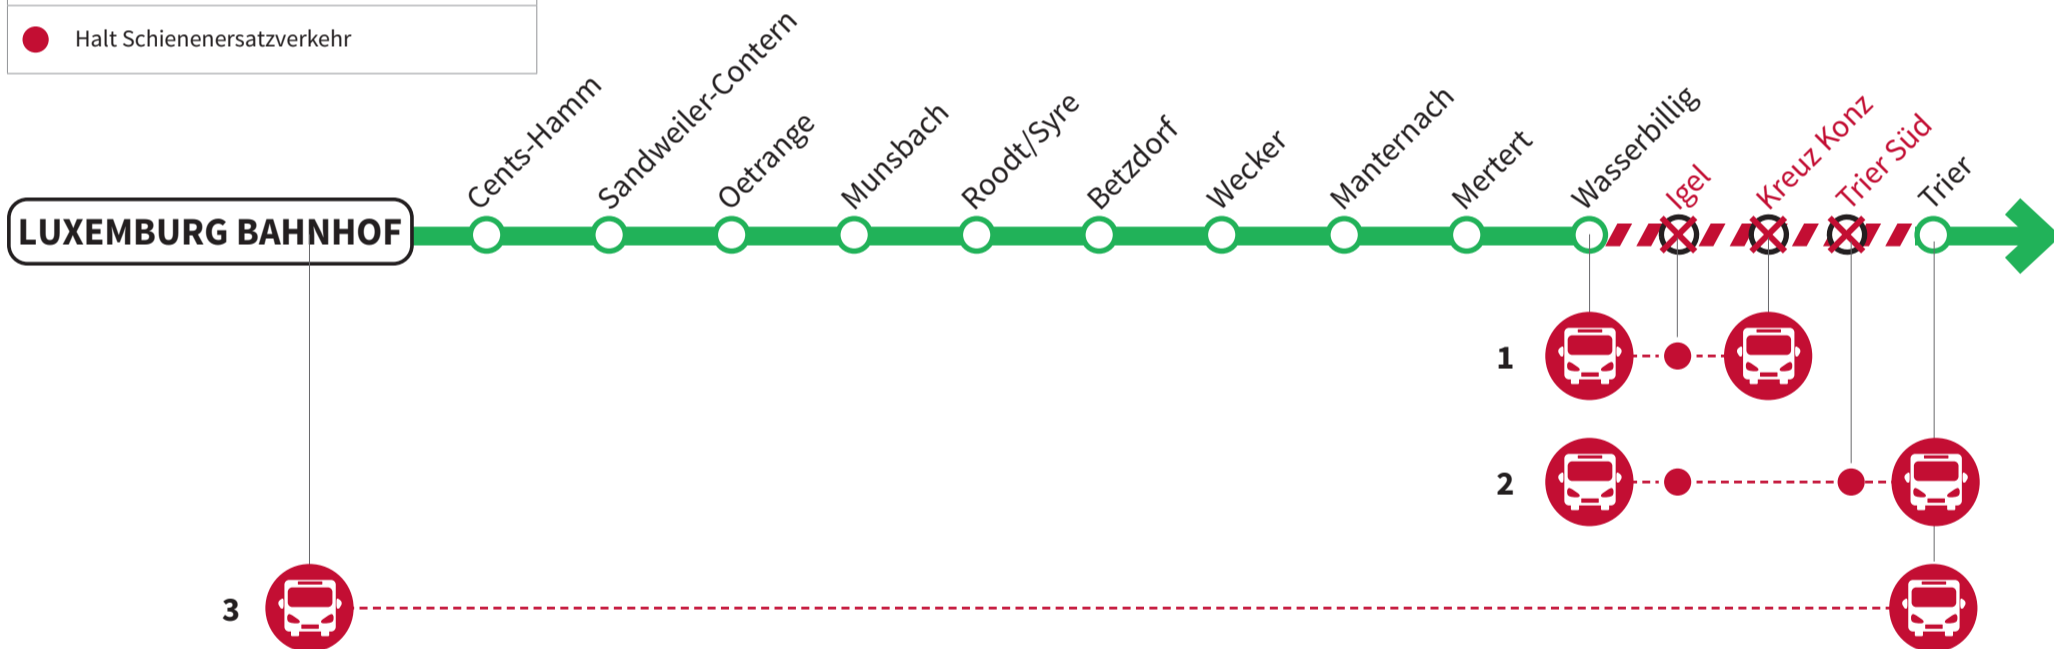 Halt Schienenersatzverkehr
LUXEMBURG BAHNHOF
Cents-Hamm
Sandweiler-Contern
Oetrange
Munsbach
Roodt/Syre
Betzdorf
Wecker
Manternach
Mertert
Wasserbillig
Igel
Kreuz Konz
Trier Süd
Trier
1
2
3